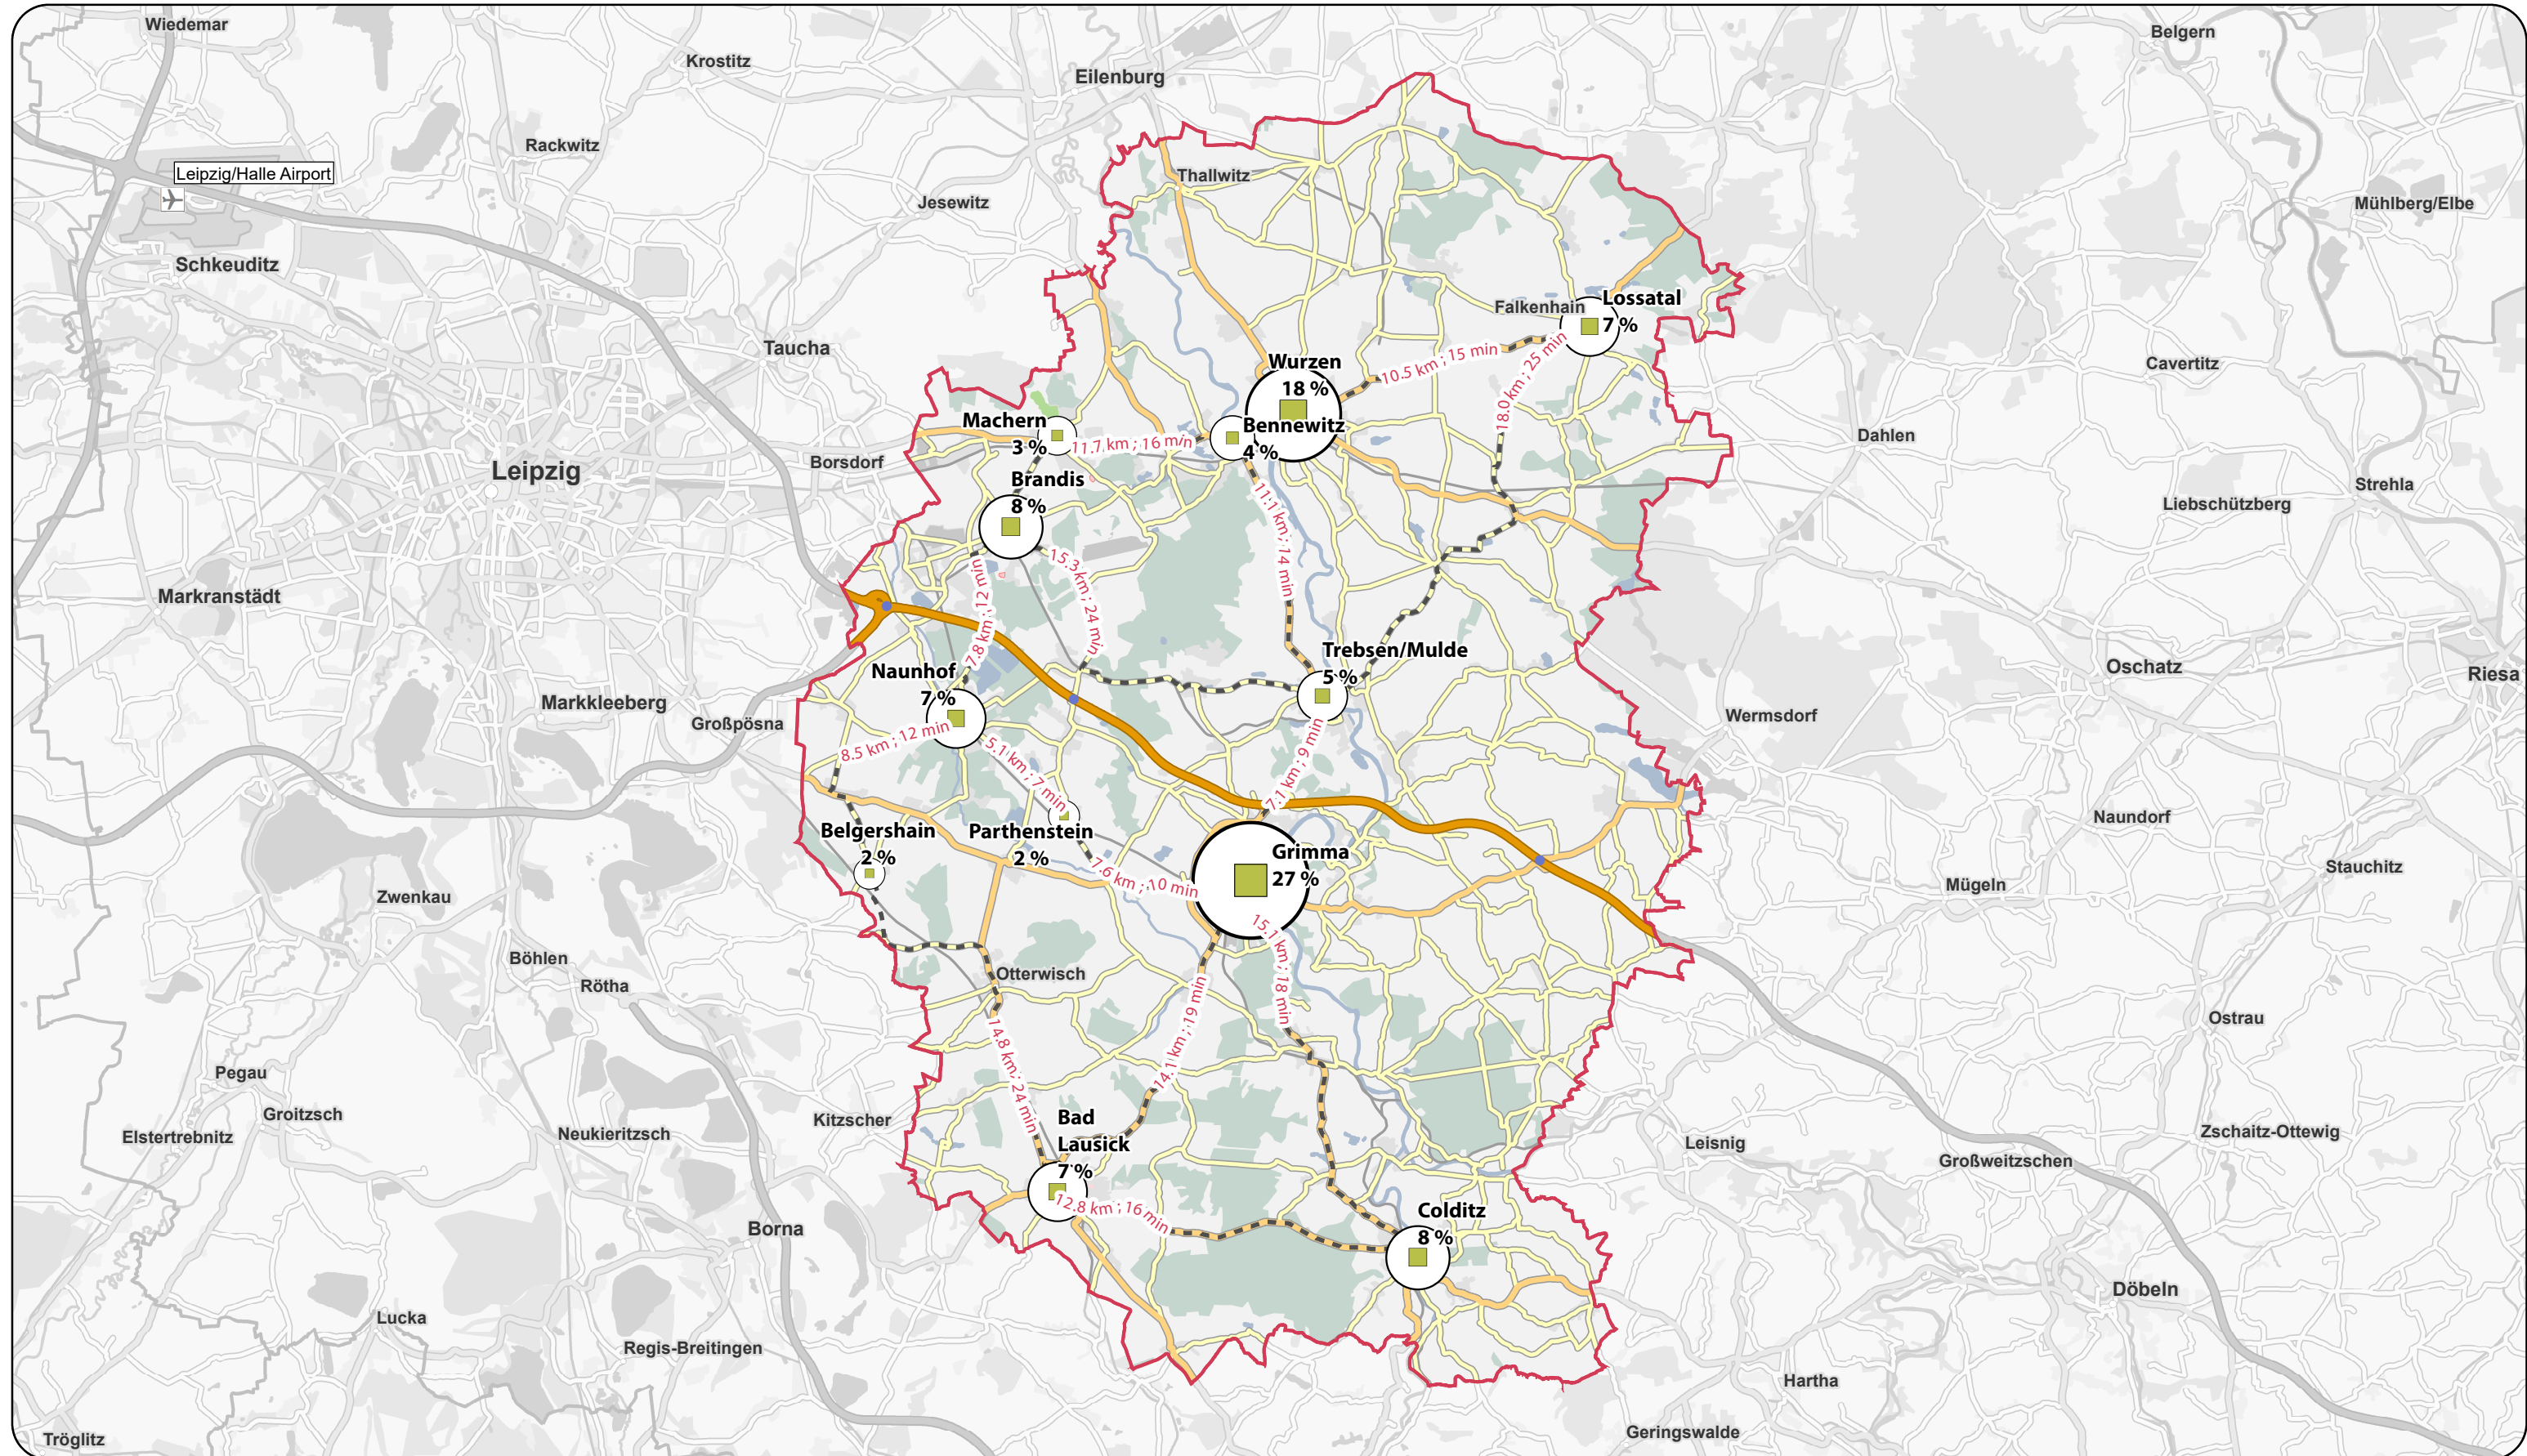 Wiedemar
Belgern
Krostitz
Eilenburg
Rackwitz
Leipzig/Halle Airport
Thallwitz
Jesewitz
Mühlberg/Elbe
Schkeuditz
Lossatal
7 %
Falkenhain
Taucha
Wurzen
18 %
10.5 km ; 15 min
18.0 km ; 25 min
Cavertitz
Machern
3 %
11.7 km ; 16 min
Bennewitz
4 %
Dahlen
Borsdorf
Leipzig
Brandis
8 %
Strehla
Liebschützberg
11.1 km ; 14 min
15.3 km ; 24 min
7.8 km ; 12 min
Markranstädt
Trebsen/Mulde
5 %
Naunhof
7 %
Oschatz
Riesa
Markkleeberg
Großpösna
Wermsdorf
8.5 km ; 12 min
5.1 km ; 7 min
7.1 km ; 9 min
Naundorf
Belgershain
2 %
Parthenstein
2 %
Grimma
27 %
7.6 km ; 10 min
Stauchitz
Mügeln
Zwenkau
15.1 km ; 18 min
Böhlen
Otterwisch
Rötha
14.1 km ; 19 min
Ostrau
14.8 km ; 24 min
Pegau
Groitzsch
Kitzscher
Bad
Lausick
7 %
Elstertrebnitz
Neukieritzsch
Leisnig
Zschaitz-Ottewig
Großweitzschen
12.8 km ; 16 min
Colditz
8 %
Borna
Döbeln
Lucka
Regis-Breitingen
Hartha
Geringswalde
Tröglitz